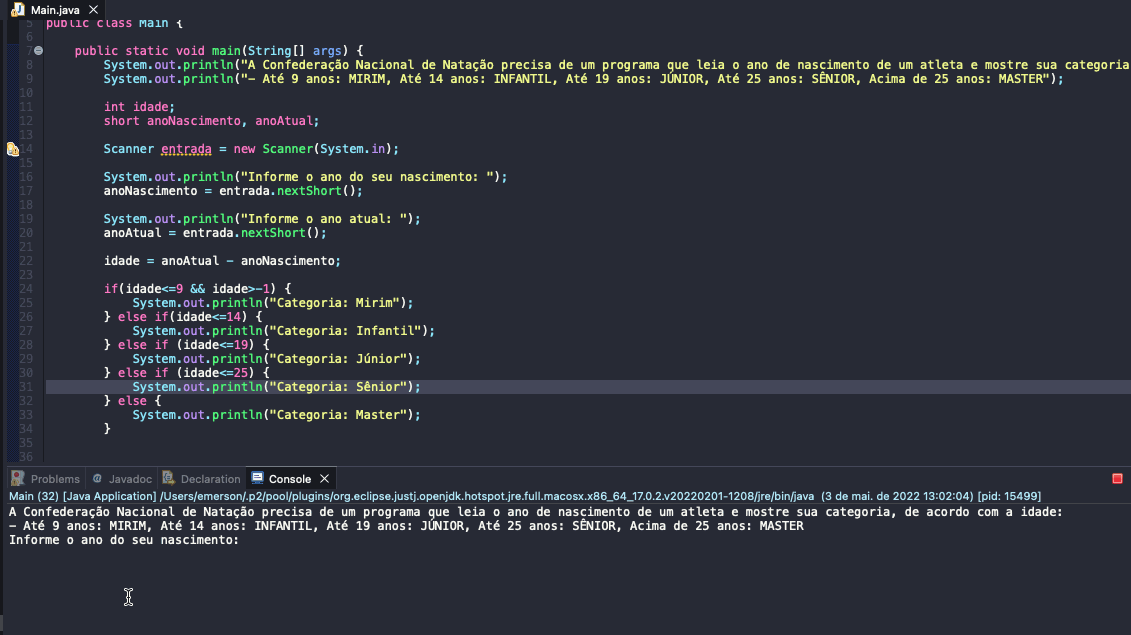 Main.java
5 public class Main {
6
7 public static void main(String[] args) {
8 System.out.println("A Confederação Nacional de Natação precisa de um programa que leia o ano de nascimento de um atleta e mostre sua categoria
9 System.out.println("- Até 9 anos: MIRIM, Até 14 anos: INFANTIL, Até 19 anos: JÚNIOR, Até 25 anos: SÊNIOR, Acima de 25 anos: MASTER");
10
11 int idade;
12 short anoNascimento, anoAtual;
13
14 Scanner entrada = new Scanner(System.in);
15
16 System.out.println("Informe o ano do seu nascimento: ");
17 anoNascimento = entrada.nextShort();
18
19 System.out.println("Informe o ano atual: ");
20 anoAtual = entrada.nextShort();
21
22 idade = anoAtual - anoNascimento;
23
24 if(idade<=9 && idade>-1) {
25 System.out.println("Categoria: Mirim");
26 } else if(idade<=14) {
27 System.out.println("Categoria: Infantil");
28 } else if (idade<=19) {
29 System.out.println("Categoria: Júnior");
30 } else if (idade<=25) {
31 System.out.println("Categoria: Sênior");
32 } else {
33 System.out.println("Categoria: Master");
34 }
35
36
Problems Javadoc Declaration Console
Main (32) [Java Application] /Users/emerson/.p2/pool/plugins/org.eclipse.justj.openjdk.hotspot.jre.full.macosx.x86_64_17.0.2.v20220201-1208/jre/bin/java (3 de mai. de 2022 13:02:04) [pid: 15499]
A Confederação Nacional de Natação precisa de um programa que leia o ano de nascimento de um atleta e mostre sua categoria, de acordo com a idade:
- Até 9 anos: MIRIM, Até 14 anos: INFANTIL, Até 19 anos: JÚNIOR, Até 25 anos: SÊNIOR, Acima de 25 anos: MASTER
Informe o ano do seu nascimento: